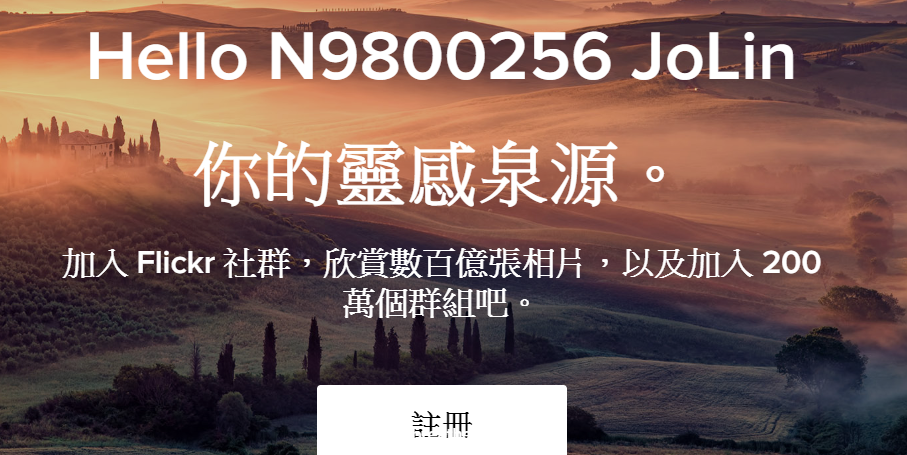 Hello N9800256 JoLin
你的靈感泉源。
加入 Flickr 社群，欣賞數百億張相片，以及加入 200
萬個群組吧。
註冊